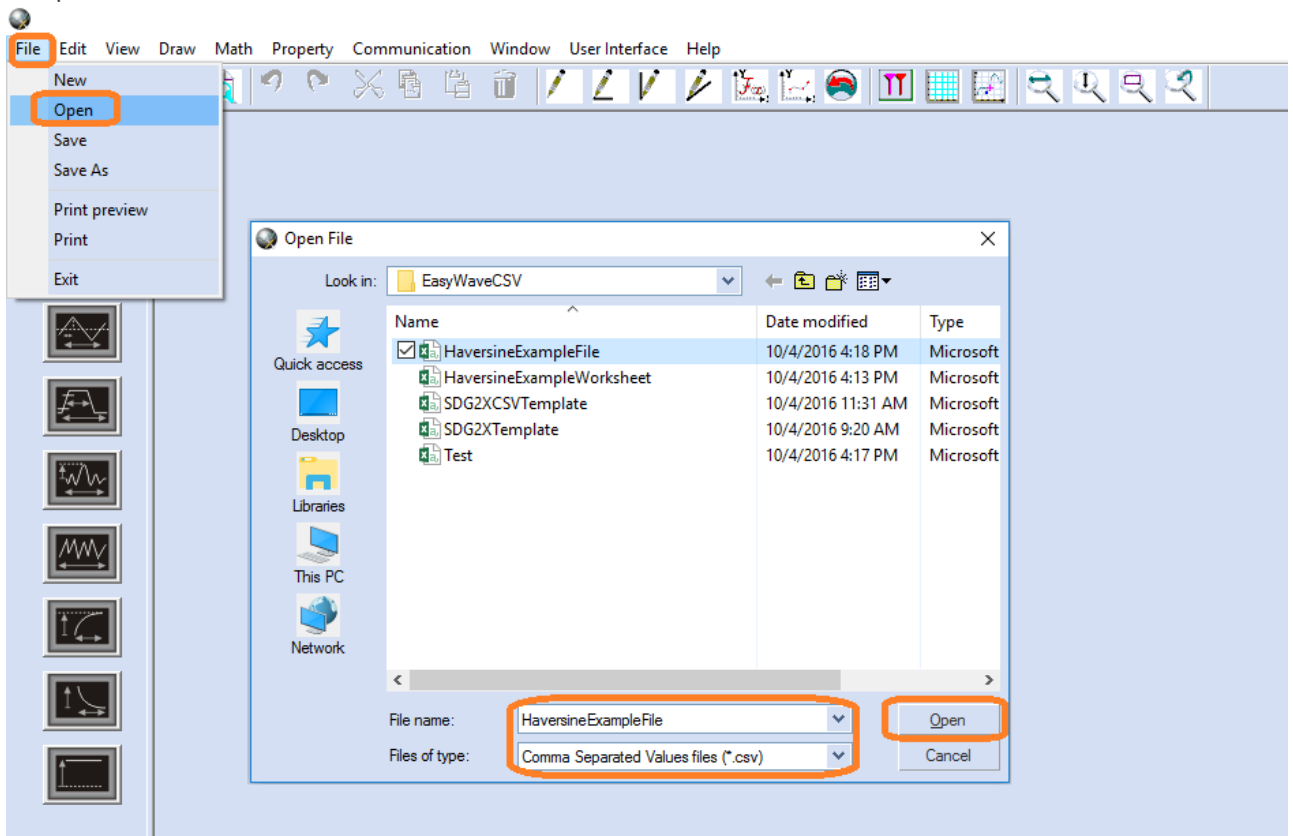 File Edit View Draw Math Property Communication Window User Interface Help
New
Open
Save
Save As
Print preview
Print
Exit
Open File
Look in: EasyWaveCSV
Name Date modified Type
HaversineExampleFile 10/4/2016 4:18 PM Microsoft
HaversineExampleWorksheet 10/4/2016 4:13 PM Microsoft
SDG2XCSVTemplate 10/4/2016 11:31 AM Microsoft
SDG2XTemplate 10/4/2016 9:20 AM Microsoft
Test 10/4/2016 4:17 PM Microsoft
Quick access
Desktop
Libraries
This PC
Network
File name: HaversineExampleFile Open
Files of type: Comma Separated Values files (*.csv) Cancel